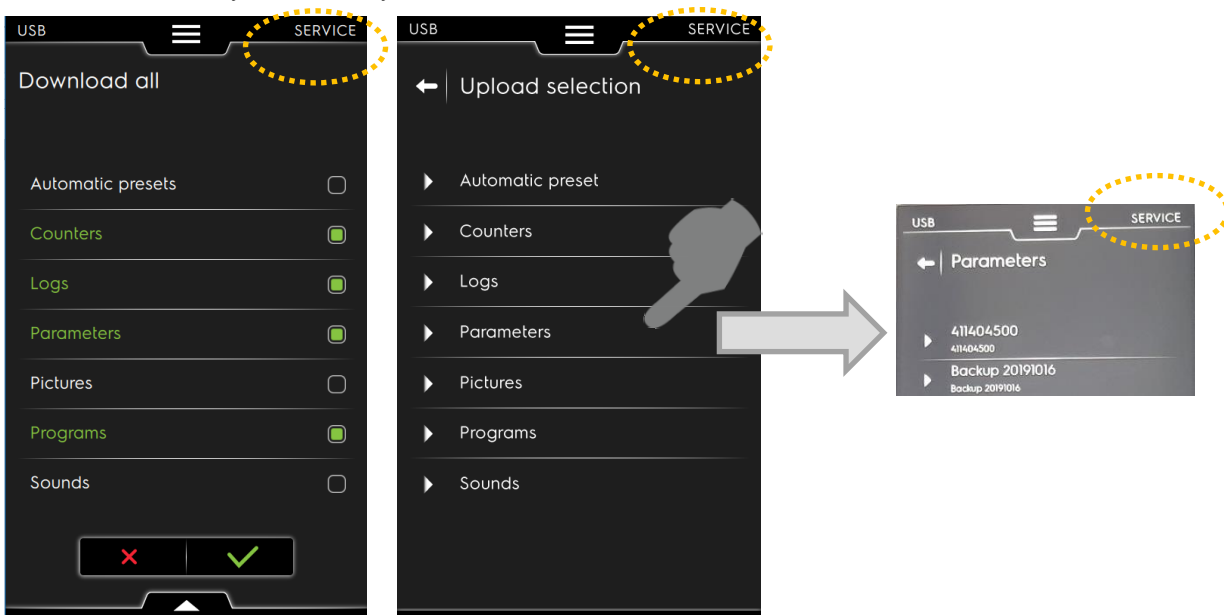 USB SERVICE
Download all
Automatic presets
Counters
Logs
Parameters
Pictures
Programs
Sounds
USB SERVICE
Upload selection
Automatic preset
Counters
Logs
Parameters
Pictures
Programs
Sounds
USB SERVICE
Parameters
411404500
411404500
Backup 20191016
Backup 20191016